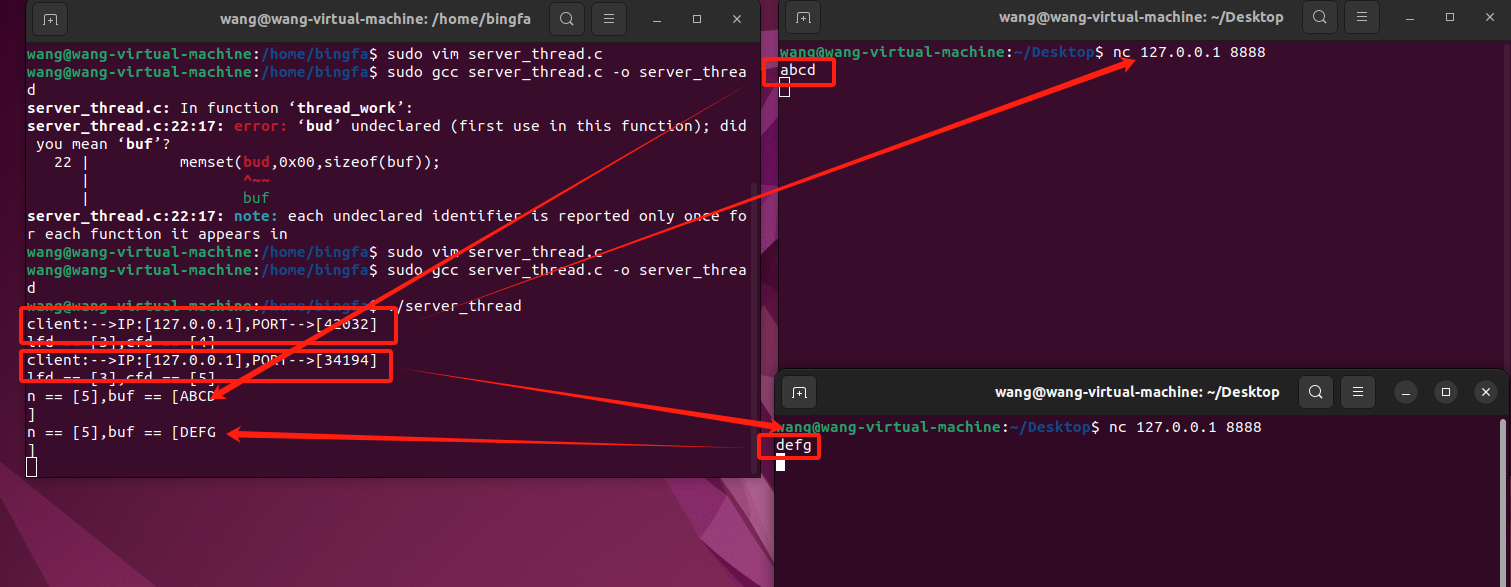 wang@wang-virtual-machine: /home/bingfa
wang@wang-virtual-machine:/home/bingfa$ sudo vim server_thread.c
wang@wang-virtual-machine:/home/bingfa$ sudo gcc server_thread.c -o server_threa
d
server_thread.c: In function ‘thread_work’:
server_thread.c:22:17: error: ‘bud’ undeclared (first use in this function); did
 you mean ‘buf’?
   22 |          memset(bud,0x00,sizeof(buf));
      |                 ^~~
      |                 buf
server_thread.c:22:17: note: each undeclared identifier is reported only once fo
r each function it appears in
wang@wang-virtual-machine:/home/bingfa$ sudo vim server_thread.c
wang@wang-virtual-machine:/home/bingfa$ sudo gcc server_thread.c -o server_threa
d
wang@wang-virtual-machine:/home/bingfa$ ./server_thread
client:-->IP:[127.0.0.1],PORT-->[42032]
lfd == [3],cfd == [4]
client:-->IP:[127.0.0.1],PORT-->[34194]
lfd == [3],cfd == [5]
n == [5],buf == [ABCD
]
n == [5],buf == [DEFG
]
wang@wang-virtual-machine: ~/Desktop
wang@wang-virtual-machine:~/Desktop$ nc 127.0.0.1 8888
abcd
wang@wang-virtual-machine: ~/Desktop
wang@wang-virtual-machine:~/Desktop$ nc 127.0.0.1 8888
defg